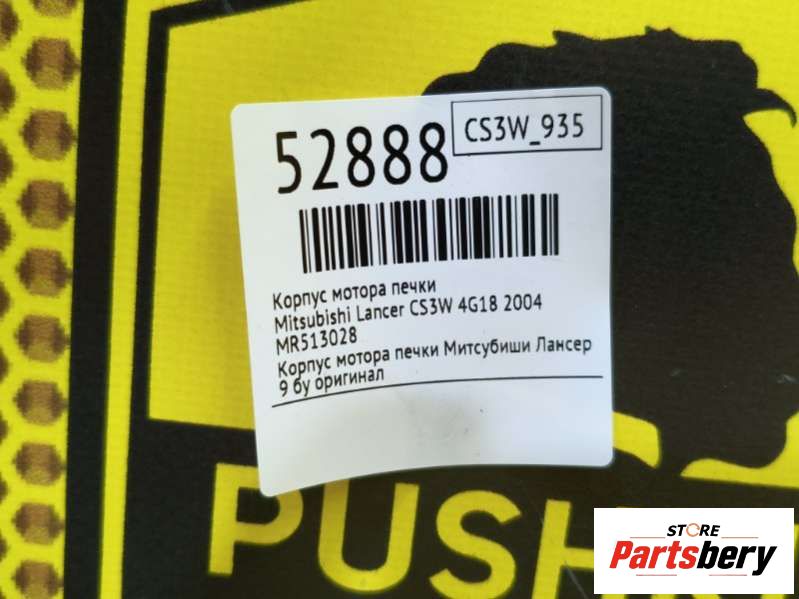 52888
CS3W_935
Корпус мотора печки
Mitsubishi Lancer CS3W 4G18 2004
MR513028
Корпус мотора печки Митсубиши Лансер
9 бу оригинал
PUSH
STORE
Partsbery